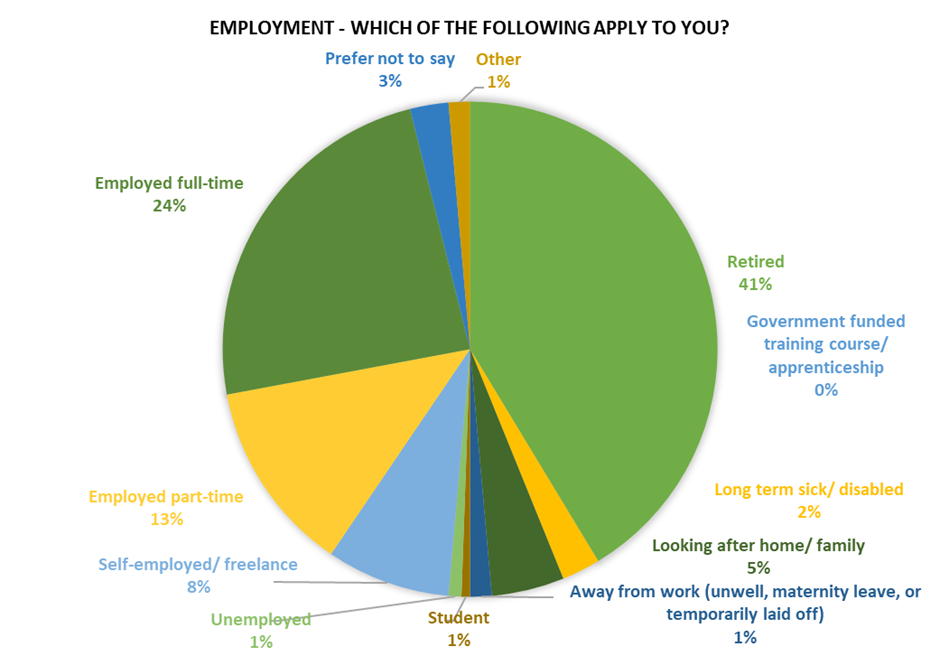 EMPLOYMENT - WHICH OF THE FOLLOWING APPLY TO YOU?
Prefer not to say
3%
Other
1%
Employed full-time
24%
Retired
41%
Government funded
training course/
apprenticeship
0%
Long term sick/ disabled
2%
Employed part-time
13%
Looking after home/ family
5%
Self-employed/ freelance
8%
Away from work (unwell, maternity leave, or
temporarily laid off)
1%
Unemployed
1%
Student
1%